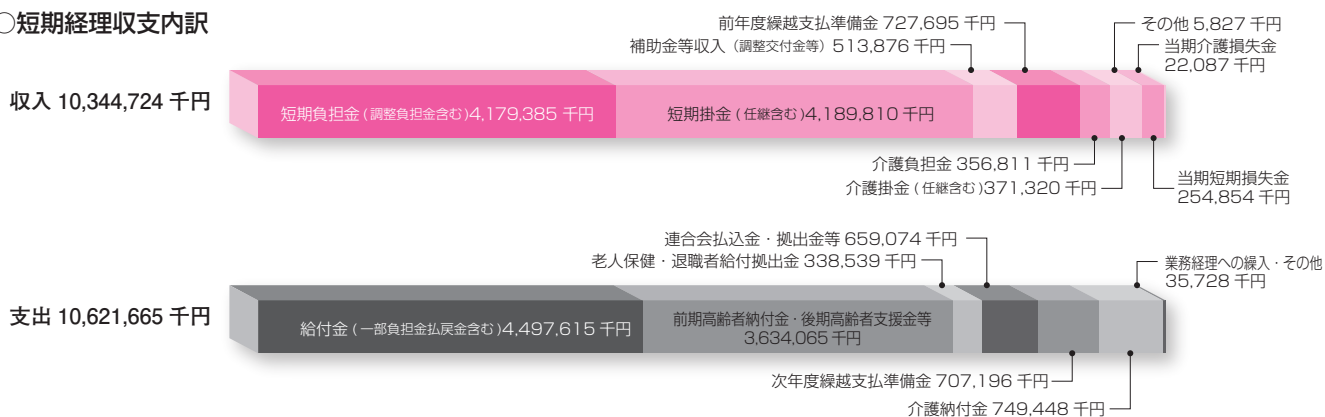 ○短期経理収支内訳
前年度繰越支払準備金 727,695 千円
その他 5,827 千円
補助金等収入（調整交付金等）513,876 千円
当期介護損失金
22,087 千円
収入 10,344,724 千円
短期負担金 ( 調整負担金含む )4,179,385 千円
短期掛金 ( 任継含む )4,189,810 千円
介護負担金 356,811 千円
介護掛金 ( 任継含む )371,320 千円
当期短期損失金
254,854 千円
連合会払込金・拠出金等 659,074 千円
老人保健・退職者給付拠出金 338,539 千円
業務経理への繰入・その他
35,728 千円
支出 10,621,665 千円
給付金 ( 一部負担金払戻金含む )4,497,615 千円
前期高齢者納付金・後期高齢者支援金等
3,634,065 千円
次年度繰越支払準備金 707,196 千円
介護納付金 749,448 千円